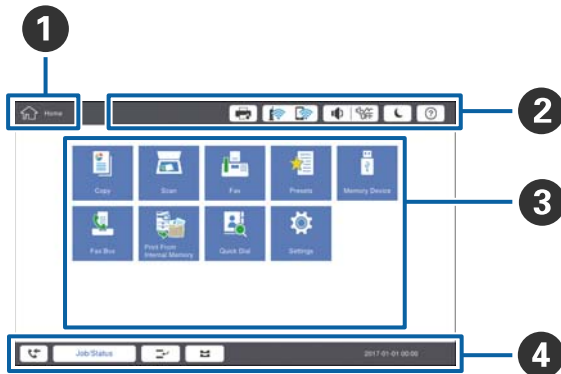 1
Home
2
?
OFF
Copy
Scan
Fax
Presets
Memory Device
3
Fax Box
Print From
Internal Memory
Quick Dial
Settings
Job/Status
2017-01-01 00:00
4